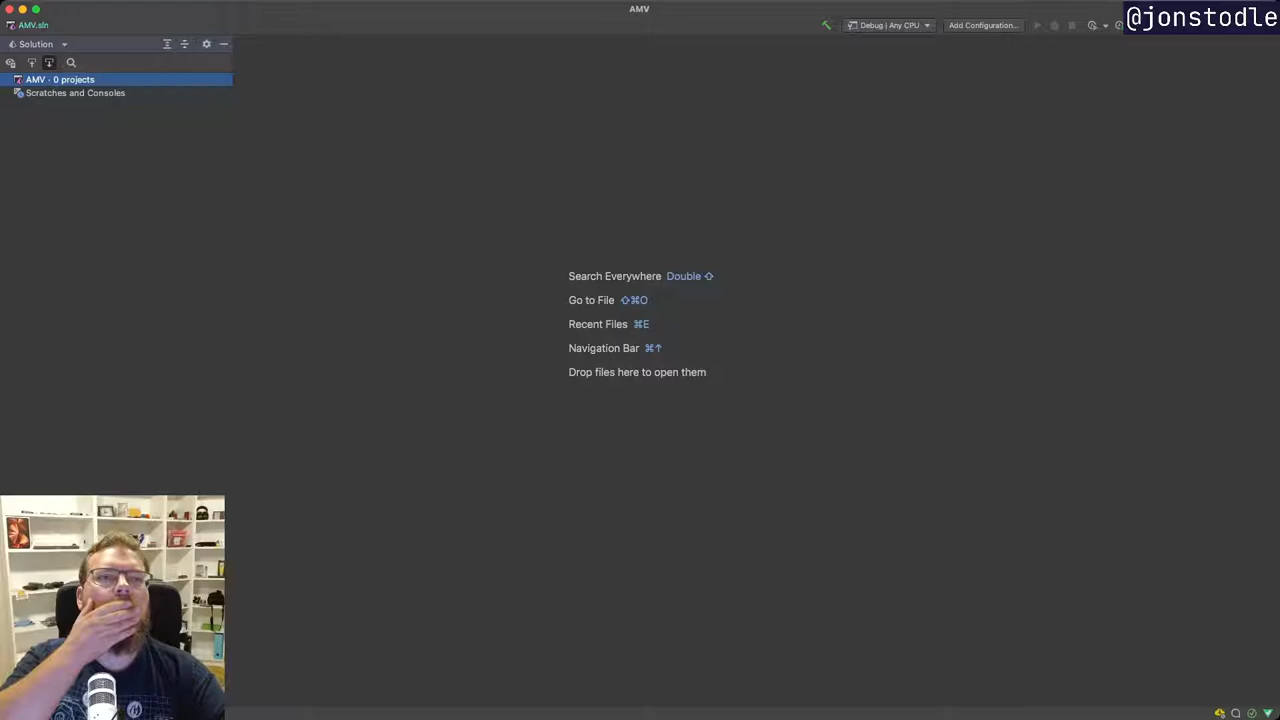 AMV
@jonstodle
AMV.sln
Debug | Any CPU
Add Configuration...
Solution
AMV · 0 projects
Scratches and Consoles
Search Everywhere Double ⇧
Go to File ⇧⌘O
Recent Files ⌘E
Navigation Bar ⌘↑
Drop files here to open them